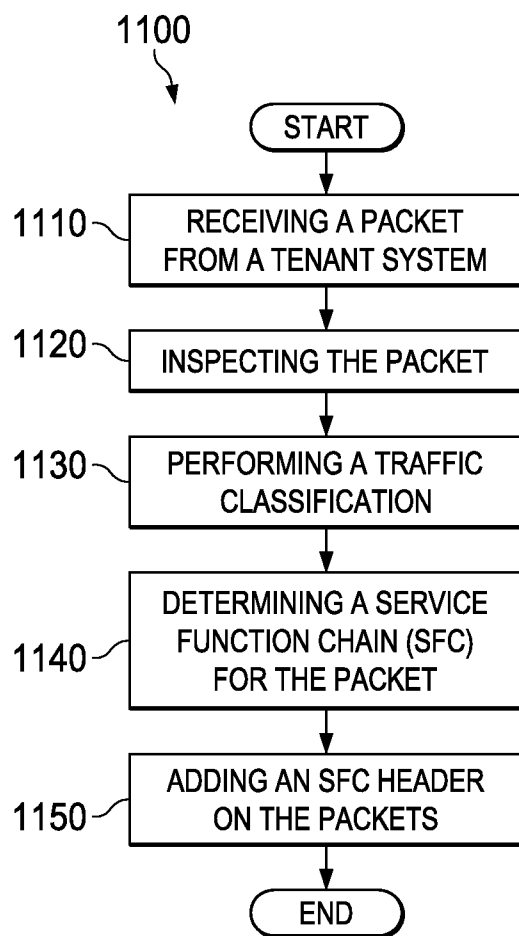 1100
START
1110
RECEIVING A PACKET
FROM A TENANT SYSTEM
1120
INSPECTING THE PACKET
1130
PERFORMING A TRAFFIC
CLASSIFICATION
1140
DETERMINING A SERVICE
FUNCTION CHAIN (SFC)
FOR THE PACKET
1150
ADDING AN SFC HEADER
ON THE PACKETS
END